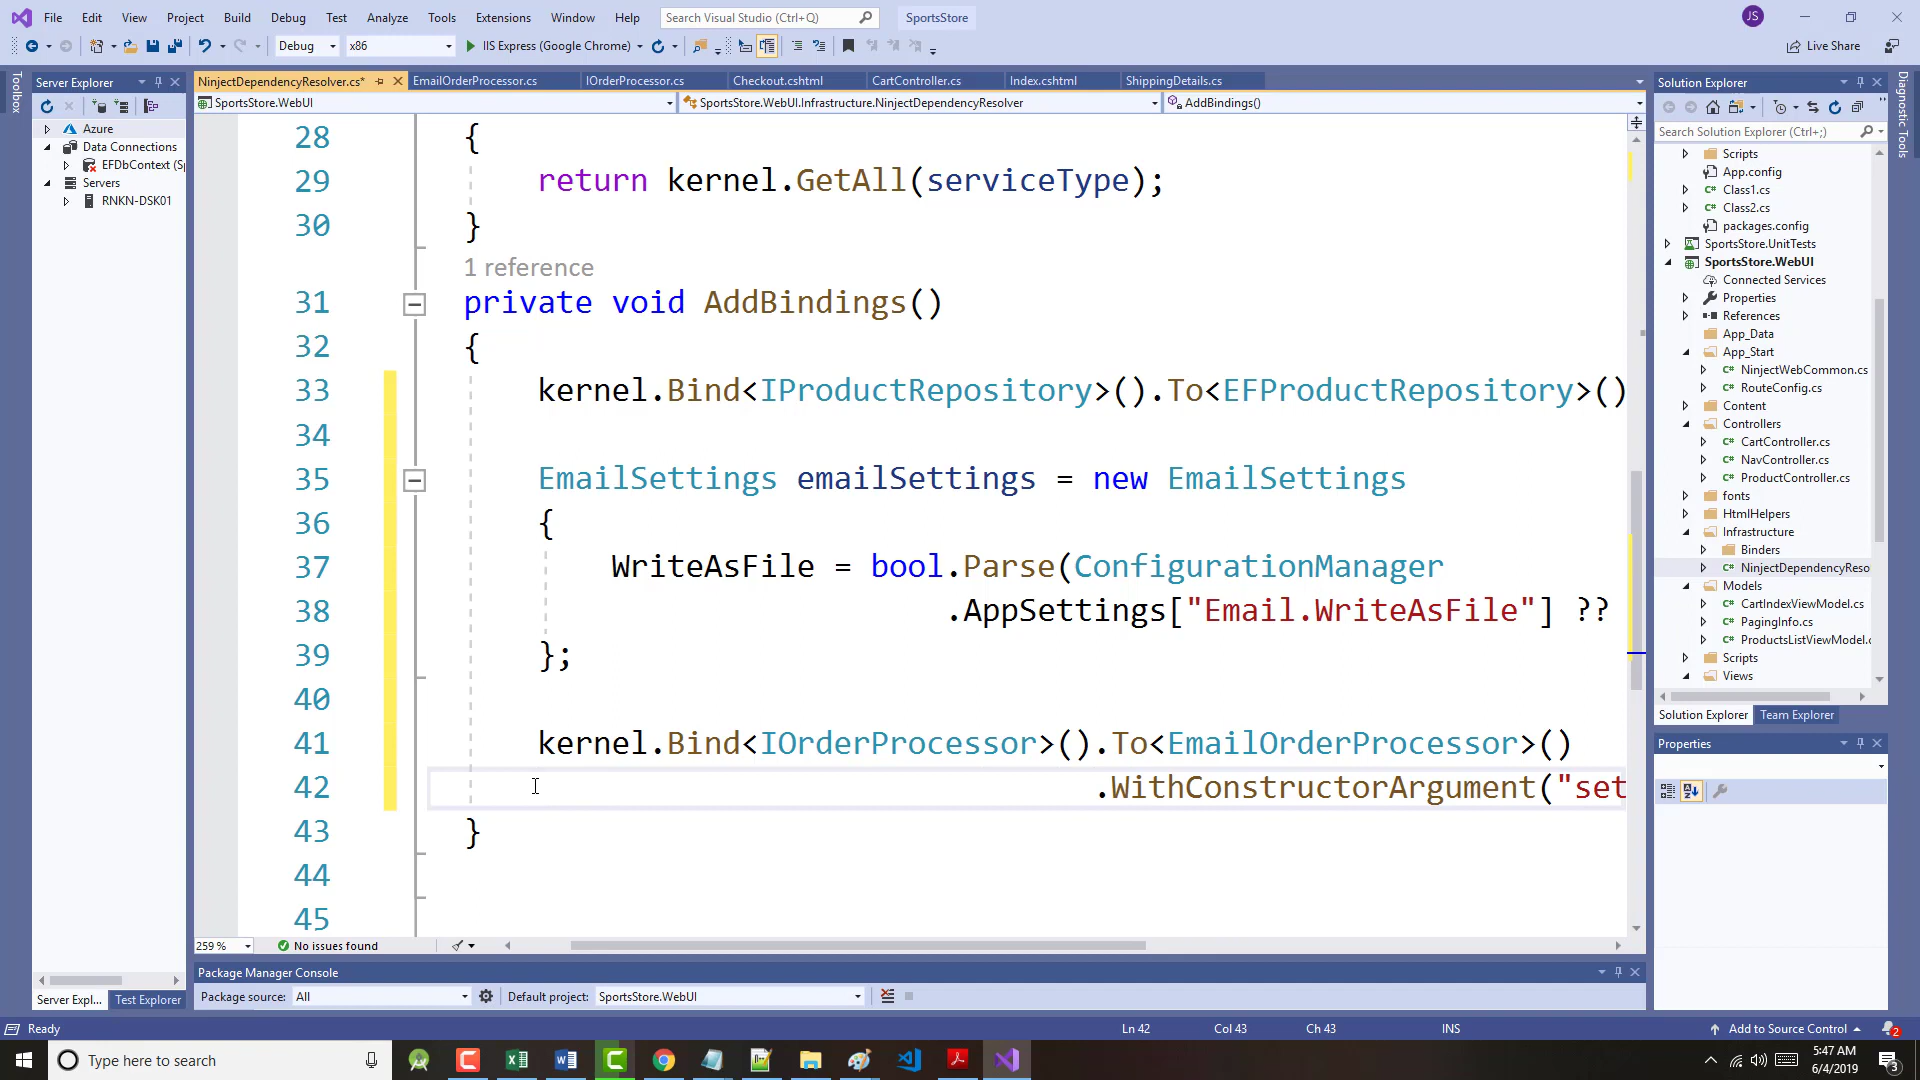 File Edit View Project Build Debug Test Analyze Tools Extensions Window Help Search Visual Studio (Ctrl+Q) SportsStore JS
Debug x86 IIS Express (Google Chrome) Live Share
Server Explorer
NinjectDependencyResolver.cs* EmailOrderProcessor.cs IOrderProcessor.cs Checkout.cshtml CartController.cs Index.cshtml ShippingDetails.cs
SportsStore.WebUI SportsStore.WebUI.Infrastructure.NinjectDependencyResolver AddBindings()
Toolbox
Azure
Data Connections
EFDbContext (Sp
Servers
RNKN-DSK01
28 {
29 return kernel.GetAll(serviceType);
30 }
1 reference
31 private void AddBindings()
32 {
33 kernel.Bind<IProductRepository>().To<EFProductRepository>()
34
35 EmailSettings emailSettings = new EmailSettings
36 {
37 WriteAsFile = bool.Parse(ConfigurationManager
38 .AppSettings["Email.WriteAsFile"] ??
39 };
40
41 kernel.Bind<IOrderProcessor>().To<EmailOrderProcessor>()
42 .WithConstructorArgument("set
43 }
44
45
259 % No issues found
Server Expl... Test Explorer
Package Manager Console
Package source: All Default project: SportsStore.WebUI
Solution Explorer
Search Solution Explorer (Ctrl+;)
Scripts
App.config
Class1.cs
Class2.cs
packages.config
SportsStore.UnitTests
SportsStore.WebUI
Connected Services
Properties
References
App_Data
App_Start
NinjectWebCommon.cs
RouteConfig.cs
Content
Controllers
CartController.cs
NavController.cs
ProductController.cs
fonts
HtmlHelpers
Infrastructure
Binders
NinjectDependencyReso
Models
CartIndexViewModel.cs
PagingInfo.cs
ProductsListViewModel.c
Scripts
Views
Solution Explorer Team Explorer
Properties
Diagnostic Tools
Ready Ln 42 Col 43 Ch 43 INS Add to Source Control 2
Type here to search
5:47 AM
6/4/2019
3